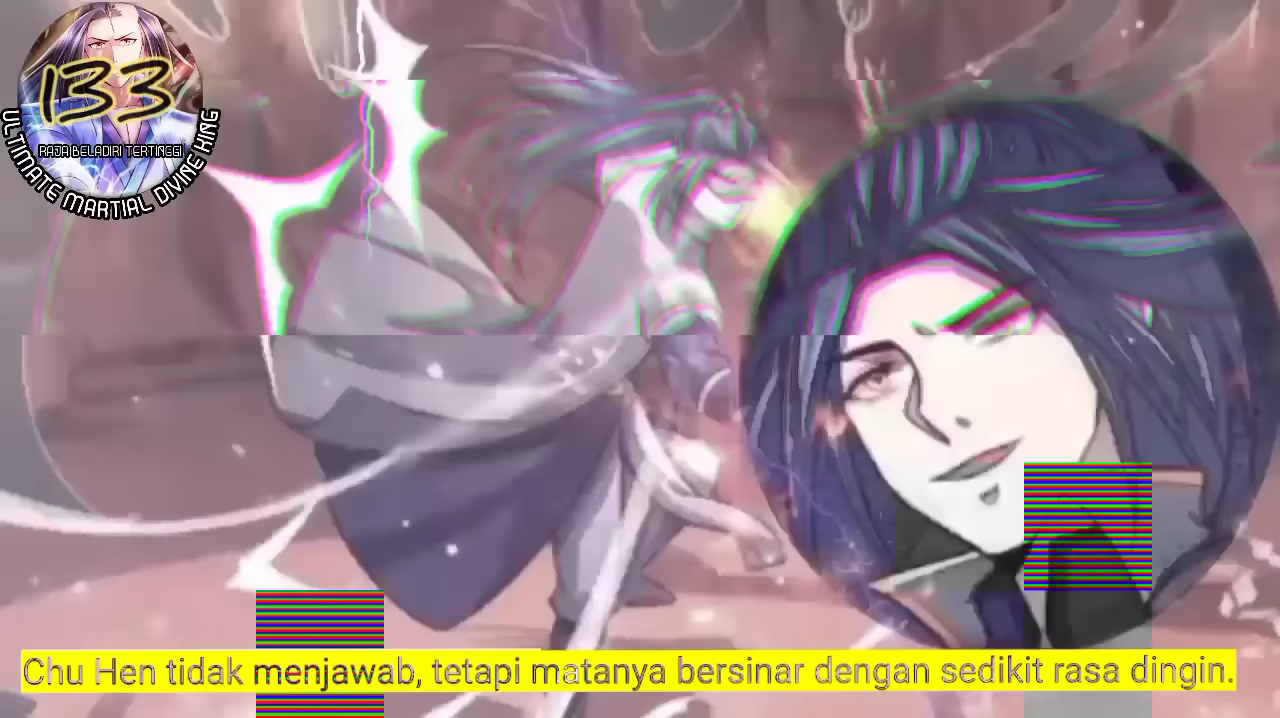 133
RAJA BELADIRI TERTINGGI
ULTIMATE MARTIAL DIVINE KING
Chu Hen tidak menjawab, tetapi matanya bersinar dengan sedikit rasa dingin.